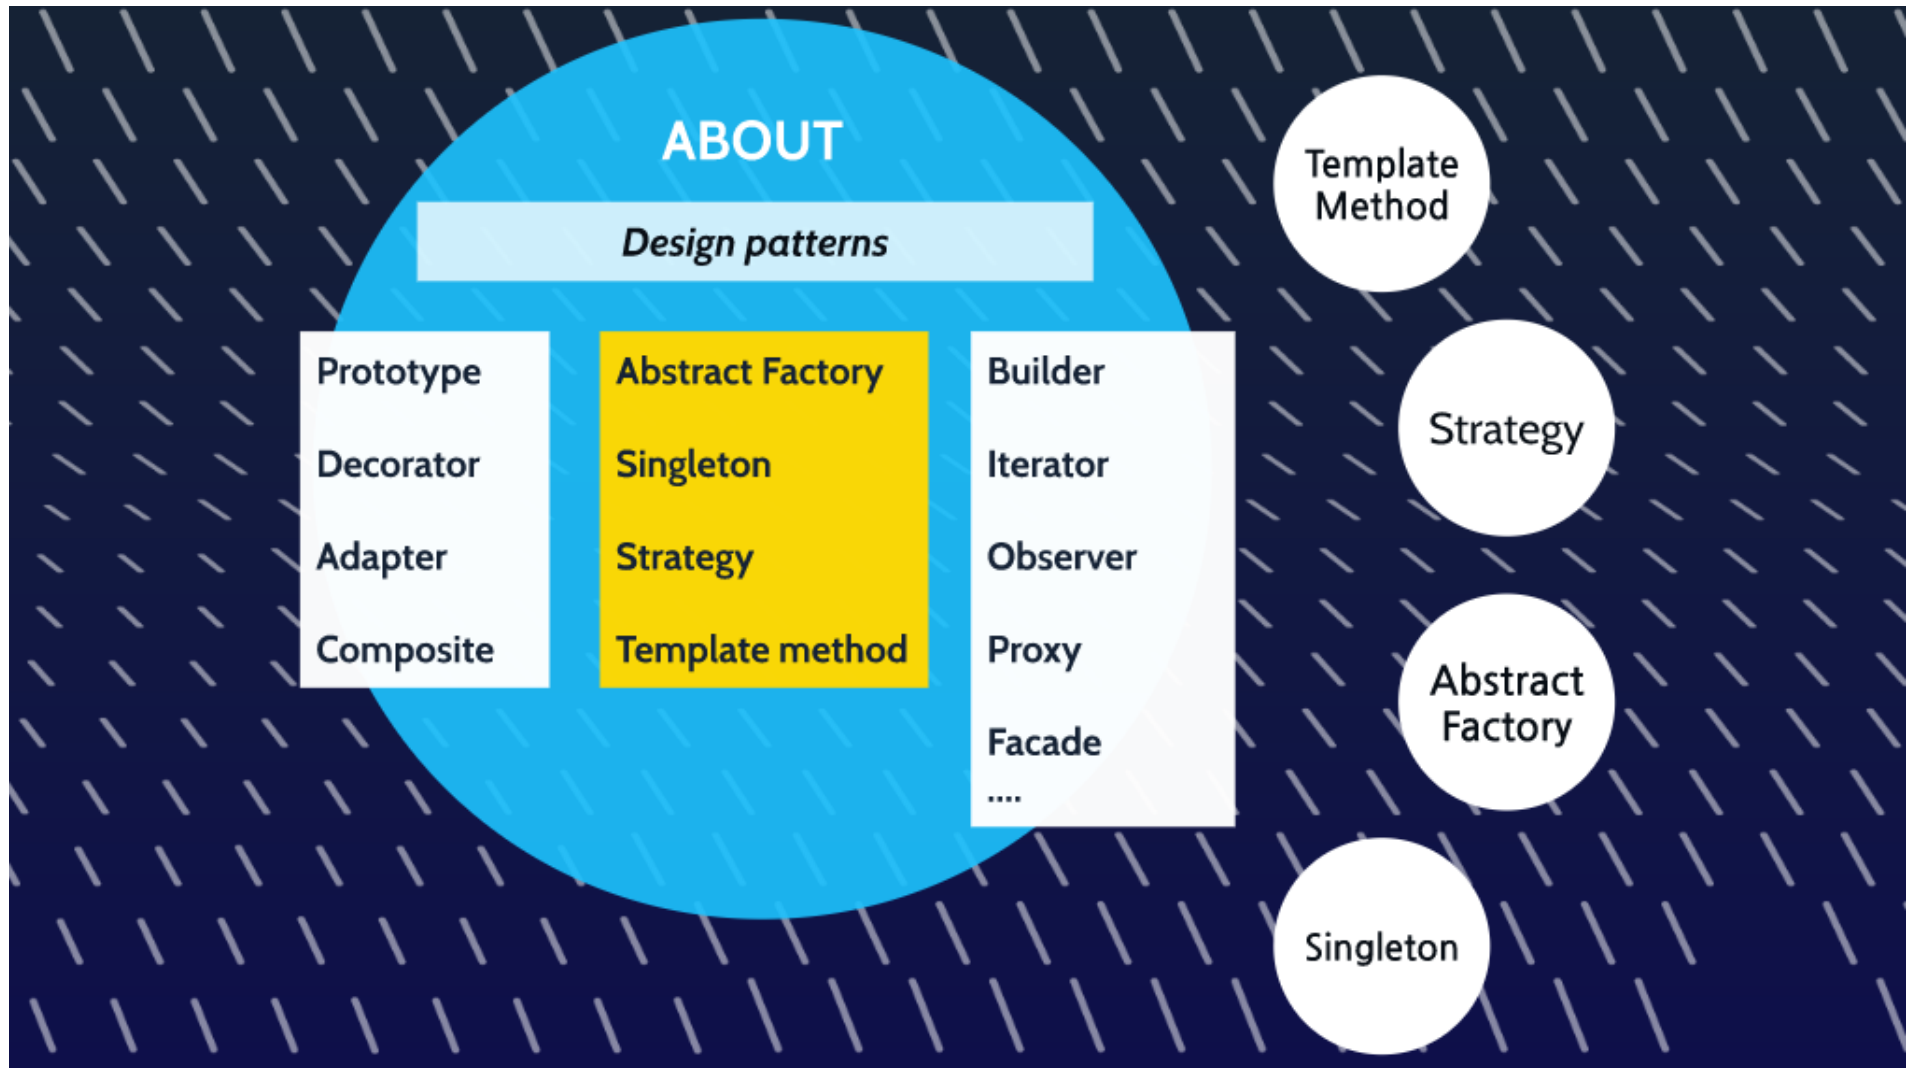 ABOUT
Design patterns
Prototype
Decorator
Adapter
Composite
Abstract Factory
Singleton
Strategy
Template method
Builder
Iterator
Observer
Proxy
Facade
....
Template
Method
Strategy
Abstract
Factory
Singleton